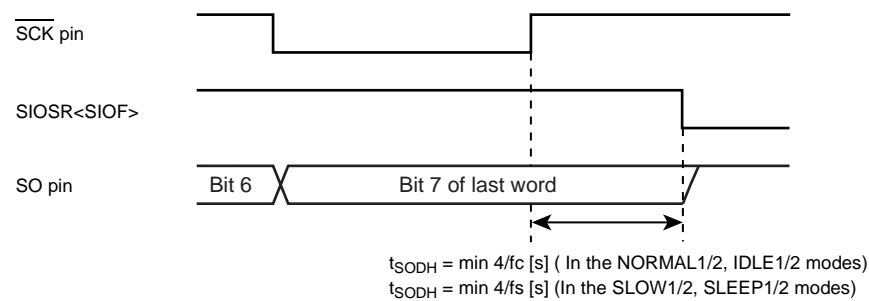 SCK pin
SIOSR<SIOF>
SO pin
Bit 6
Bit 7 of last word
tSODH = min 4/fc [s] ( In the NORMAL1/2, IDLE1/2 modes)
tSODH = min 4/fs [s] (In the SLOW1/2, SLEEP1/2 modes)